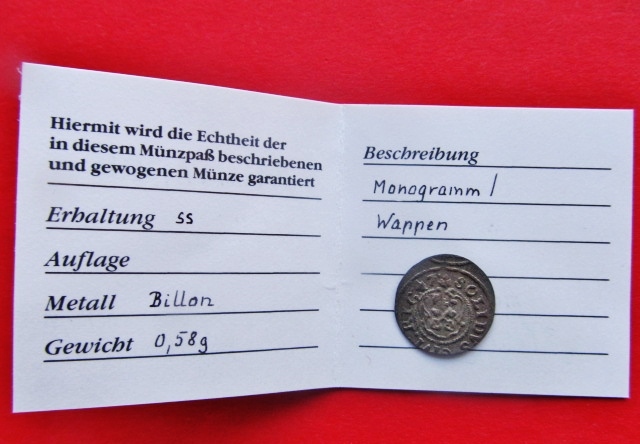 Hiermit wird die Echtheit der
in diesem Münzpaß beschriebenen
und gewogenen Münze garantiert
Erhaltung ss
Auflage
Metall Billon
Gewicht 0,58g
Beschreibung
Monogramm /
Wappen
SOLIDVS